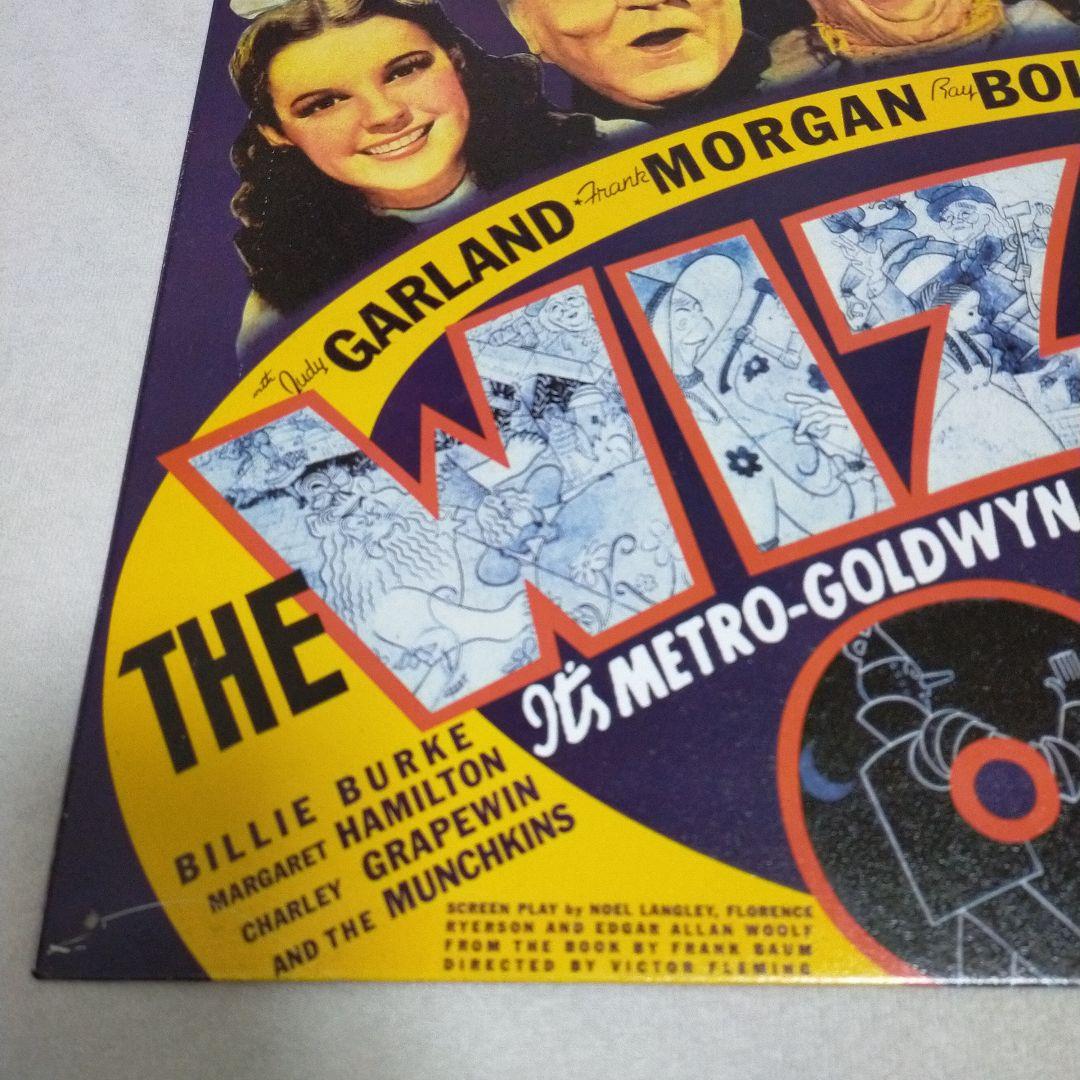 with Judy GARLAND ★ Frank MORGAN Ray BOL
THE WIZ
It's METRO-GOLDWYN
BILLIE BURKE
MARGARET HAMILTON
CHARLEY GRAPEWIN
AND THE MUNCHKINS
SCREEN PLAY by NOEL LANGLEY, FLORENCE
RYERSON AND EDGAR ALLAN WOOLF
FROM THE BOOK BY FRANK BAUM
DIRECTED BY VICTOR FLEMING